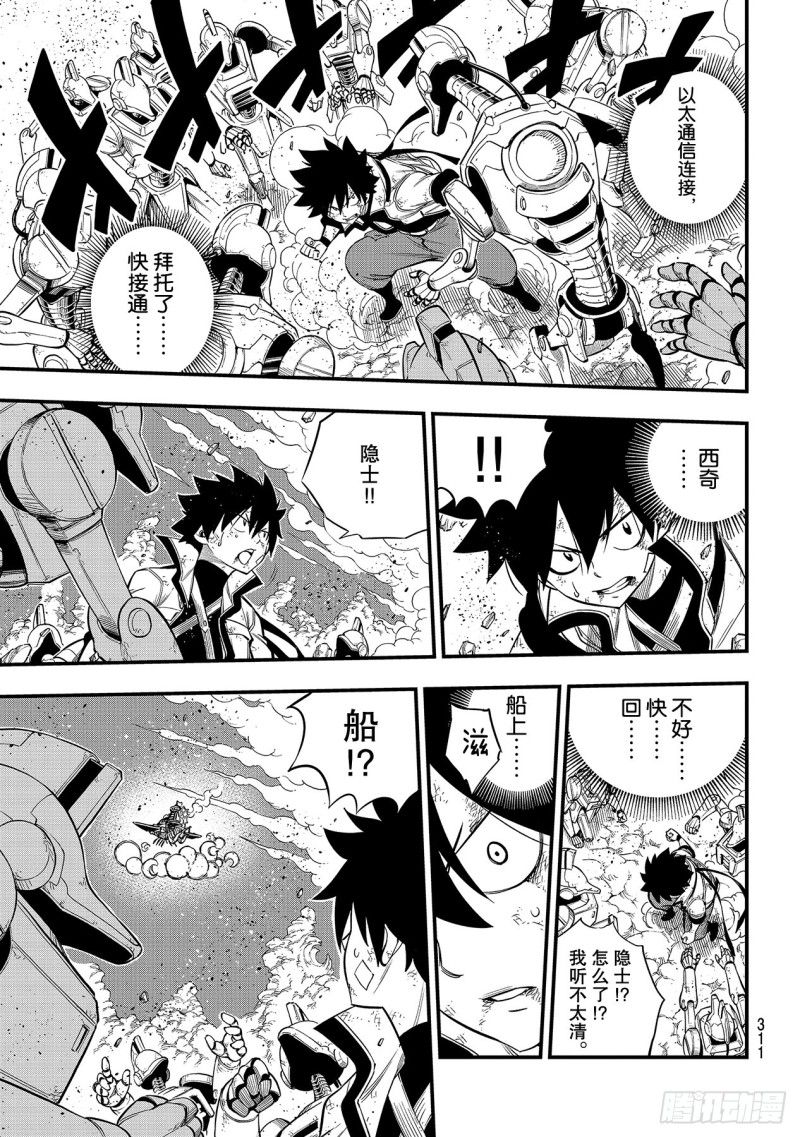 以太通信连接，
拜托了
快接通
……
西奇
……
!!
隐士!!
不好……
快……
回……
隐士!?
怎么了!?
我听不太清。
船上……
滋
船!?
311
腾讯动漫